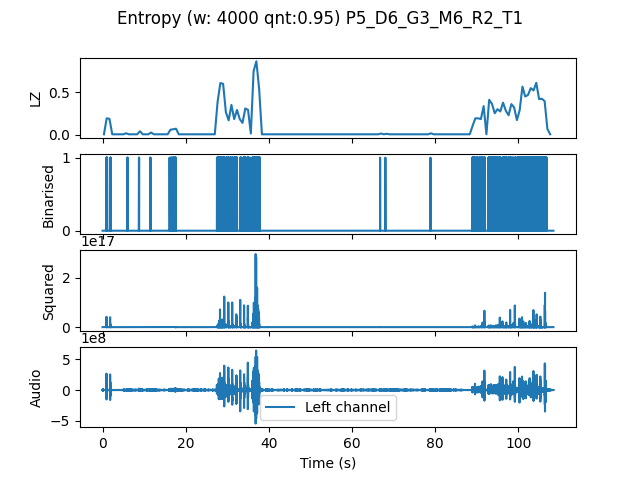 Entropy (w: 4000 qnt:0.95) P5_D6_G3_M6_R2_T1
LZ
0.5
0.0
Binarised
1
0
1e17
Squared
2
0
1e8
Audio
5
0
−5
Left channel
0 20 40 60 80 100
Time (s)